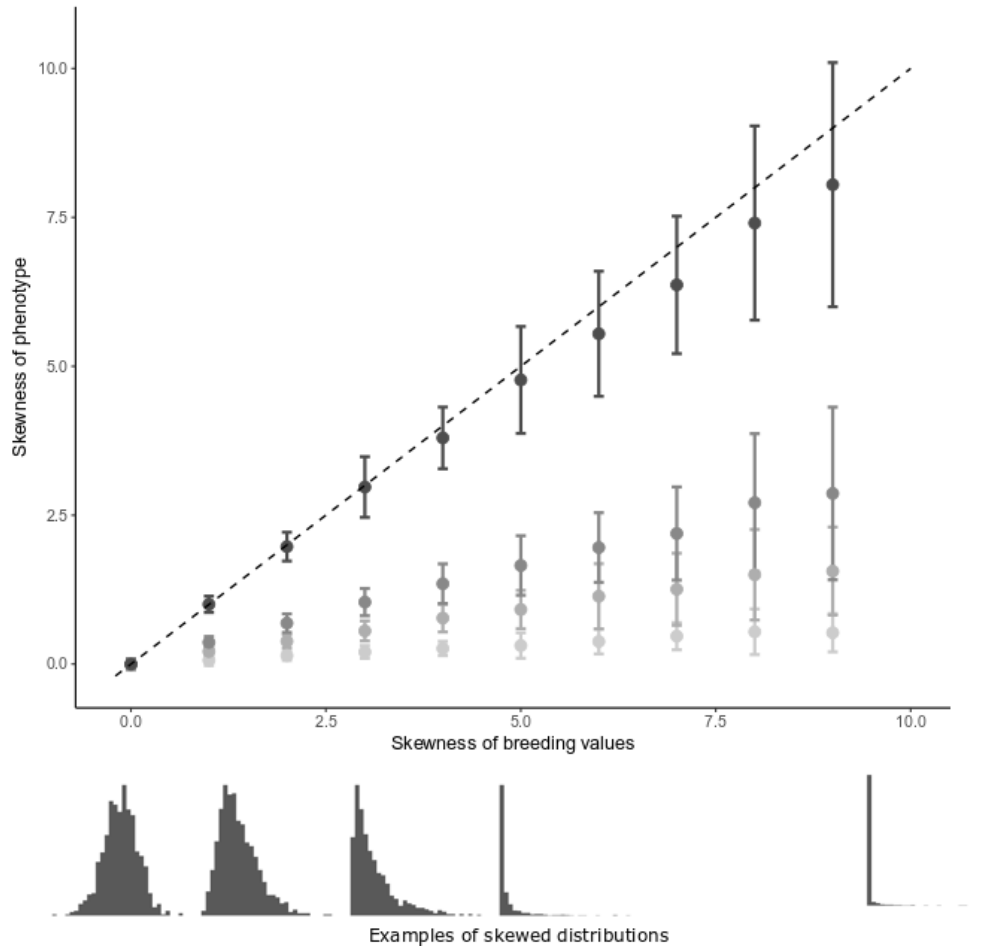 10.0
7.5
5.0
2.5
0.0
Skewness of phenotype
0.0 2.5 5.0 7.5 10.0
Skewness of breeding values
Examples of skewed distributions